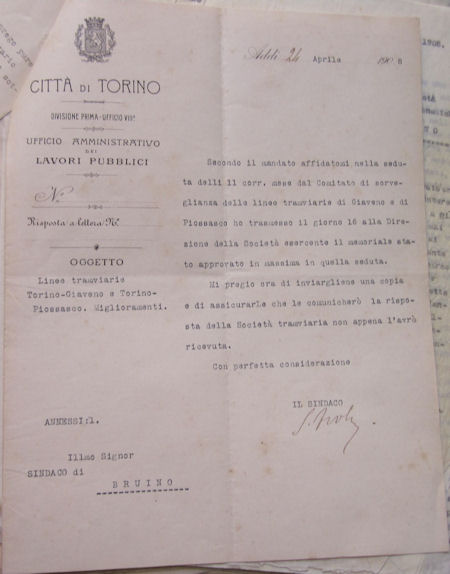 Addì 24 Aprile 1908
CITTÀ DI TORINO
DIVISIONE PRIMA - UFFICIO VII°.
UFFICIO AMMINISTRATIVO
DEI
LAVORI PUBBLICI
N.
Risposta a lettera N.
OGGETTO
Linee tramviarie
Torino-Giaveno e Torino-
Piossasco. Miglioramenti.
Secondo il mandato affidatomi nella sedu-
ta delli 11 corr. mese dal Comitato di sorve-
glianza delle linee tramviarie di Giaveno e di
Piossasco ho trasmesso il giorno 16 alla Dire-
zione della Società esercente il memoriale sta-
to approvato in massima in quella seduta.
Mi pregio ora di inviargliene una copia
e di assicurarle che le comunicherò la rispo-
sta della Società tramviaria non appena l'avrò
ricevuta.
Con perfetta considerazione
IL SINDACO
ANNESSI:1.
Illmo Signor
SINDACO di
BRUINO
1908.